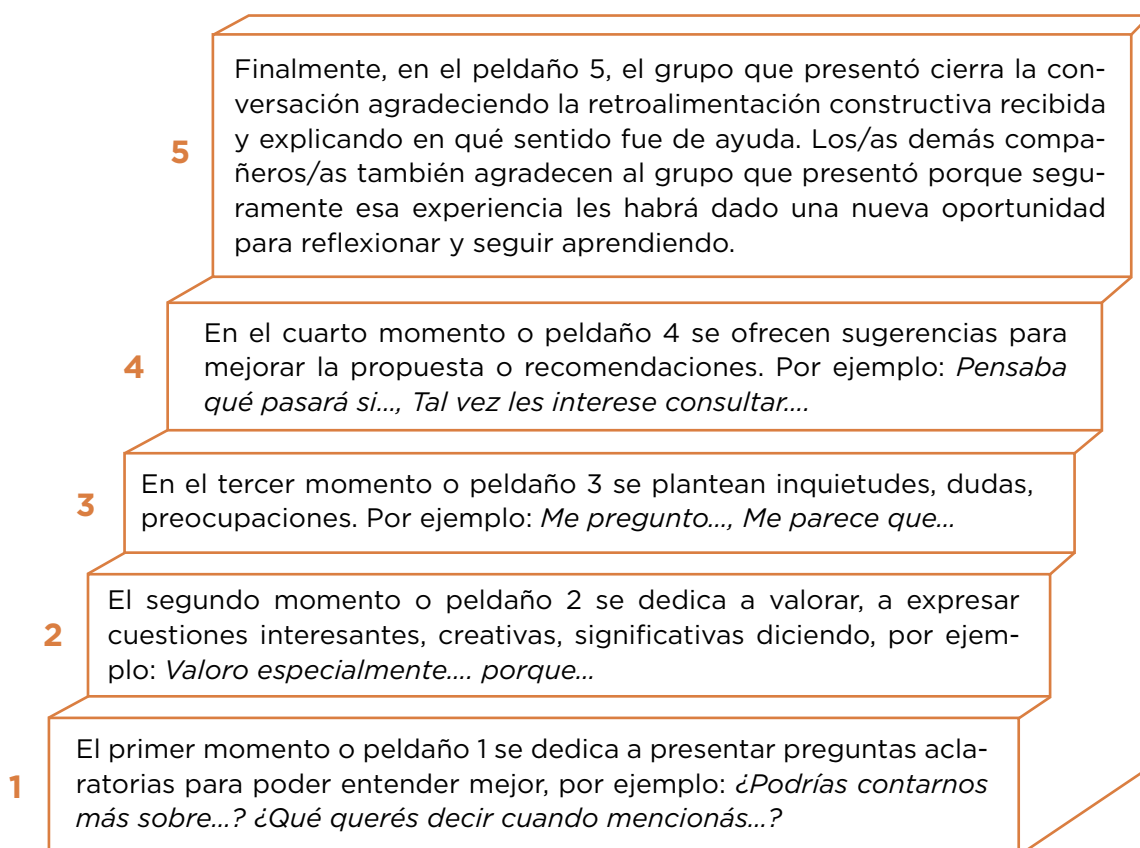 Finalmente, en el peldaño 5, el grupo que presentó cierra la con-
versación agradeciendo la retroalimentación constructiva recibida
y explicando en qué sentido fue de ayuda. Los/as demás compa-
ñeros/as también agradecen al grupo que presentó porque segu-
ramente esa experiencia les habrá dado una nueva oportunidad
para reflexionar y seguir aprendiendo.
5
En el cuarto momento o peldaño 4 se ofrecen sugerencias para
mejorar la propuesta o recomendaciones. Por ejemplo: Pensaba
qué pasará si..., Tal vez les interese consultar....
4
En el tercer momento o peldaño 3 se plantean inquietudes, dudas,
preocupaciones. Por ejemplo: Me pregunto..., Me parece que...
3
El segundo momento o peldaño 2 se dedica a valorar, a expresar
cuestiones interesantes, creativas, significativas diciendo, por ejem-
plo: Valoro especialmente.... porque...
2
El primer momento o peldaño 1 se dedica a presentar preguntas acla-
ratorias para poder entender mejor, por ejemplo: ¿Podrías contarnos
más sobre...? ¿Qué querés decir cuando mencionás...?
1